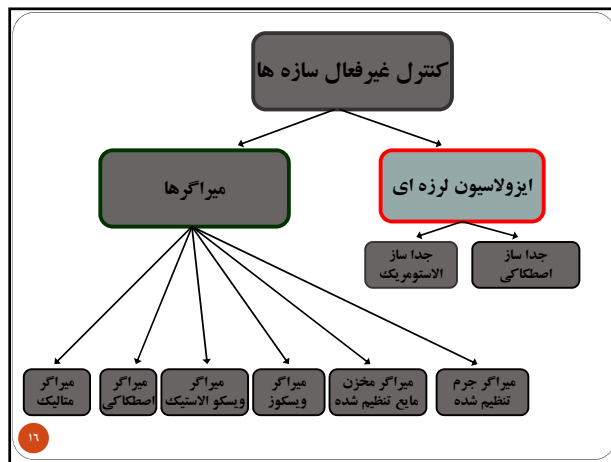 کنترل غیرفعال سازه ها
ایزولاسیون لرزه ای
میراگرها
جدا ساز
اصطکاکی
جدا ساز
الاستومریک
میراگر جرم
تنظیم شده
میراگر مخزن
مایع تنظیم شده
میراگر
ویسکوز
میراگر
ویسکو الاستیک
میراگر
اصطکاکی
میراگر
متالیک
١٦